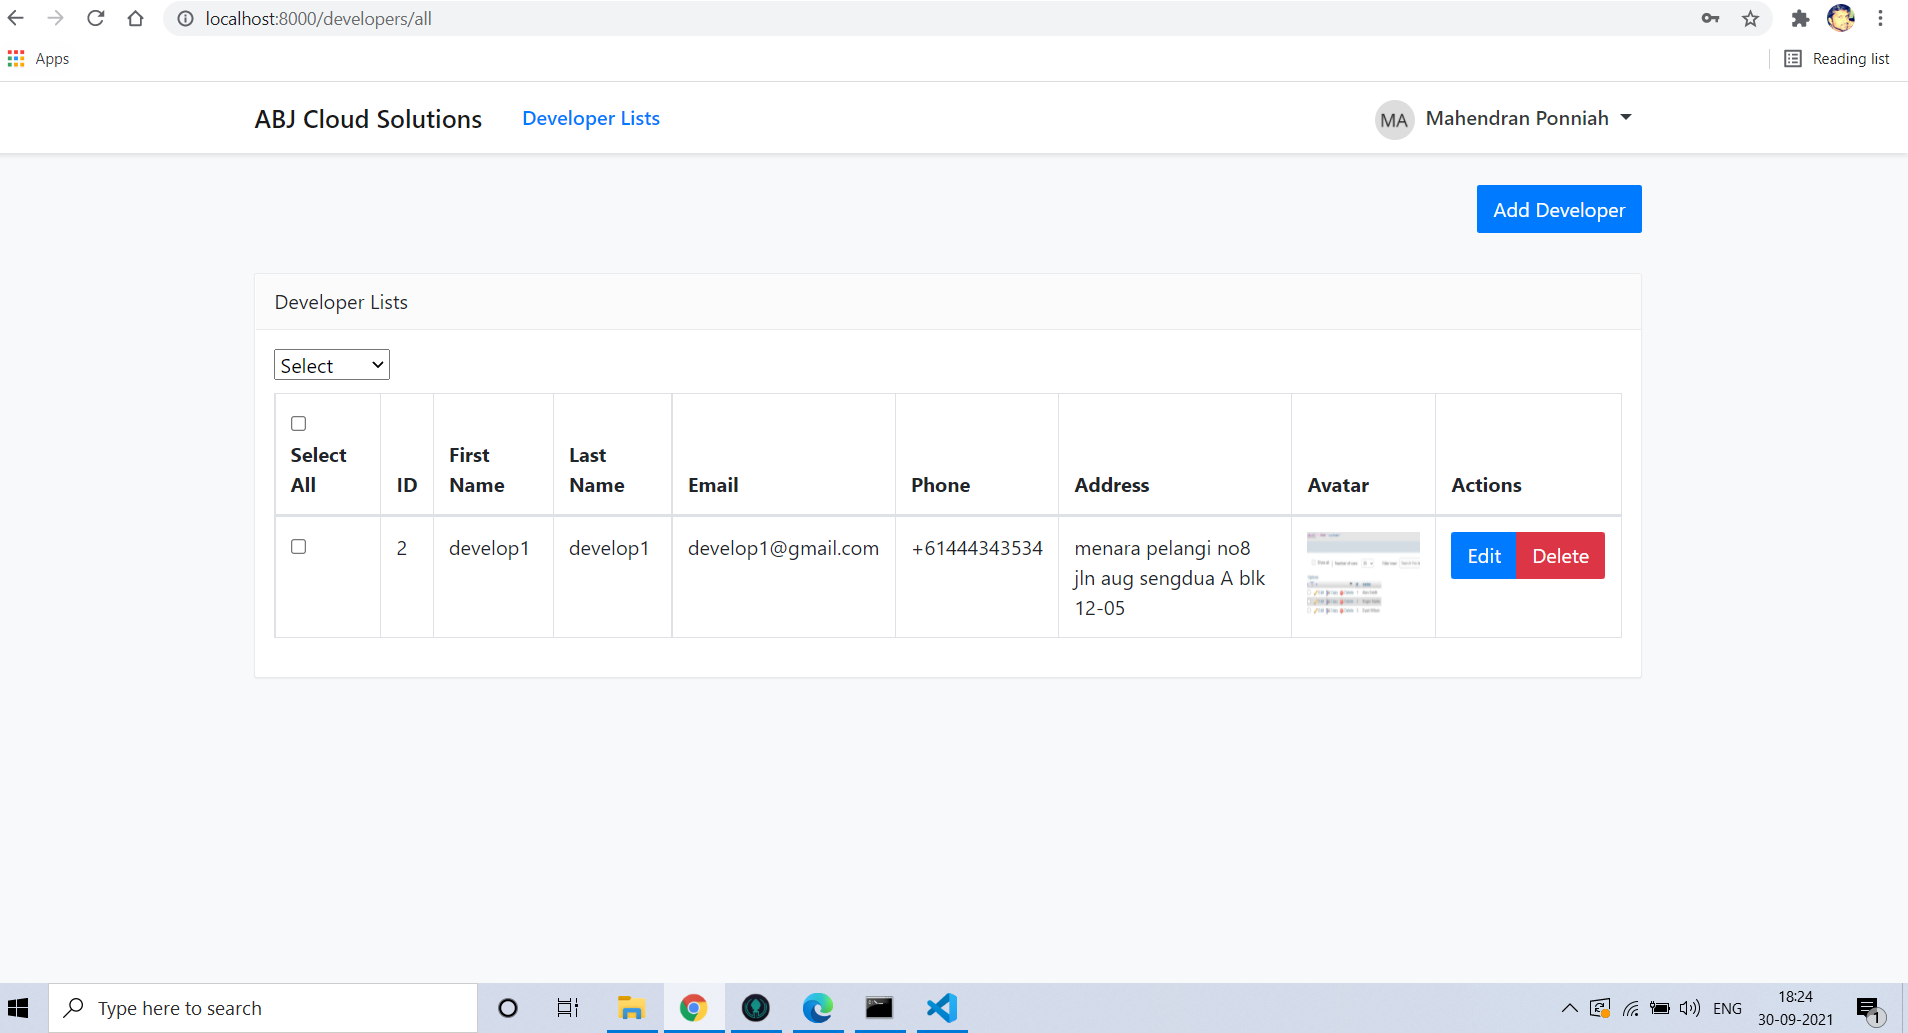 localhost:8000/developers/all
Apps
Reading list
ABJ Cloud Solutions
Developer Lists
MA
Mahendran Ponniah
Add Developer
Developer Lists
Select
Select
All
ID
First
Name
Last
Name
Email
Phone
Address
Avatar
Actions
2
develop1
develop1
develop1@gmail.com
+61444343534
menara pelangi no8
jln aug sengdua A blk
12-05
Edit
Delete
Type here to search
ENG
18:24
30-09-2021
1